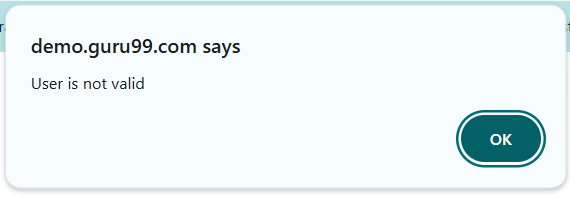 demo.guru99.com says
User is not valid
OK